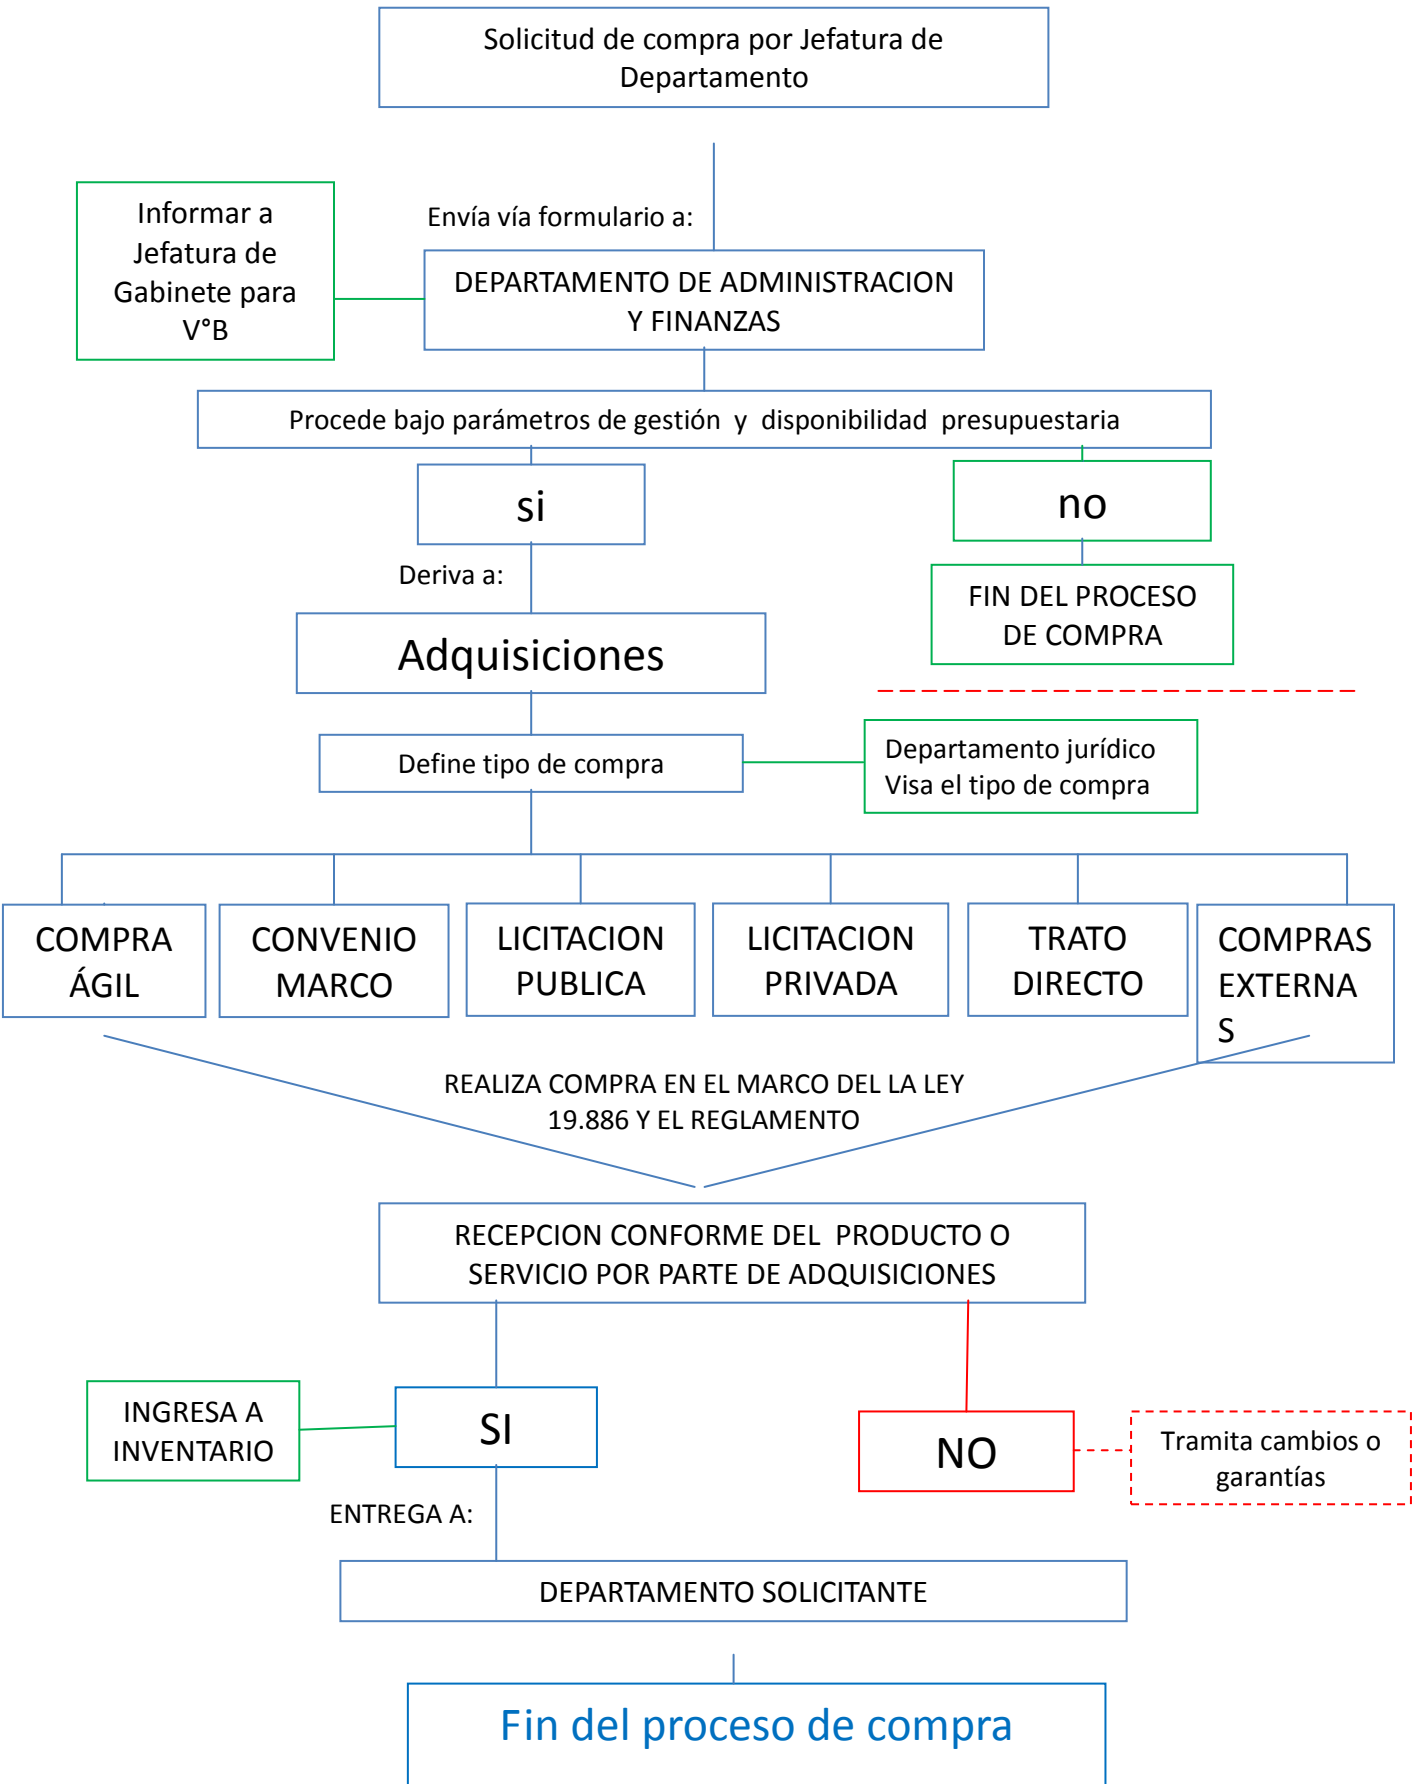 Solicitud de compra por Jefatura de
Departamento
Informar a
Jefatura de
Gabinete para
V°B
Envía vía formulario a:
DEPARTAMENTO DE ADMINISTRACION
Y FINANZAS
Procede bajo parámetros de gestión y disponibilidad presupuestaria
si
no
Deriva a:
FIN DEL PROCESO
DE COMPRA
Adquisiciones
Define tipo de compra
Departamento jurídico
Visa el tipo de compra
COMPRA
ÁGIL
CONVENIO
MARCO
LICITACION
PUBLICA
LICITACION
PRIVADA
TRATO
DIRECTO
COMPRAS
EXTERNA
S
REALIZA COMPRA EN EL MARCO DEL LA LEY
19.886 Y EL REGLAMENTO
RECEPCION CONFORME DEL PRODUCTO O
SERVICIO POR PARTE DE ADQUISICIONES
INGRESA A
INVENTARIO
SI
NO
Tramita cambios o
garantías
ENTREGA A:
DEPARTAMENTO SOLICITANTE
Fin del proceso de compra